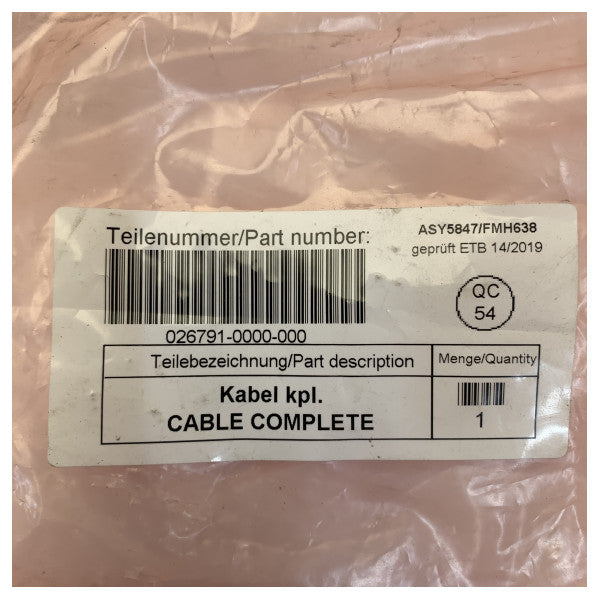 Teilenummer/Part number:
ASY5847/FMH638
geprüft ETB 14/2019
QC
54
026791-0000-000
Teilebezeichnung/Part description
Menge/Quantity
Kabel kpl.
CABLE COMPLETE
1